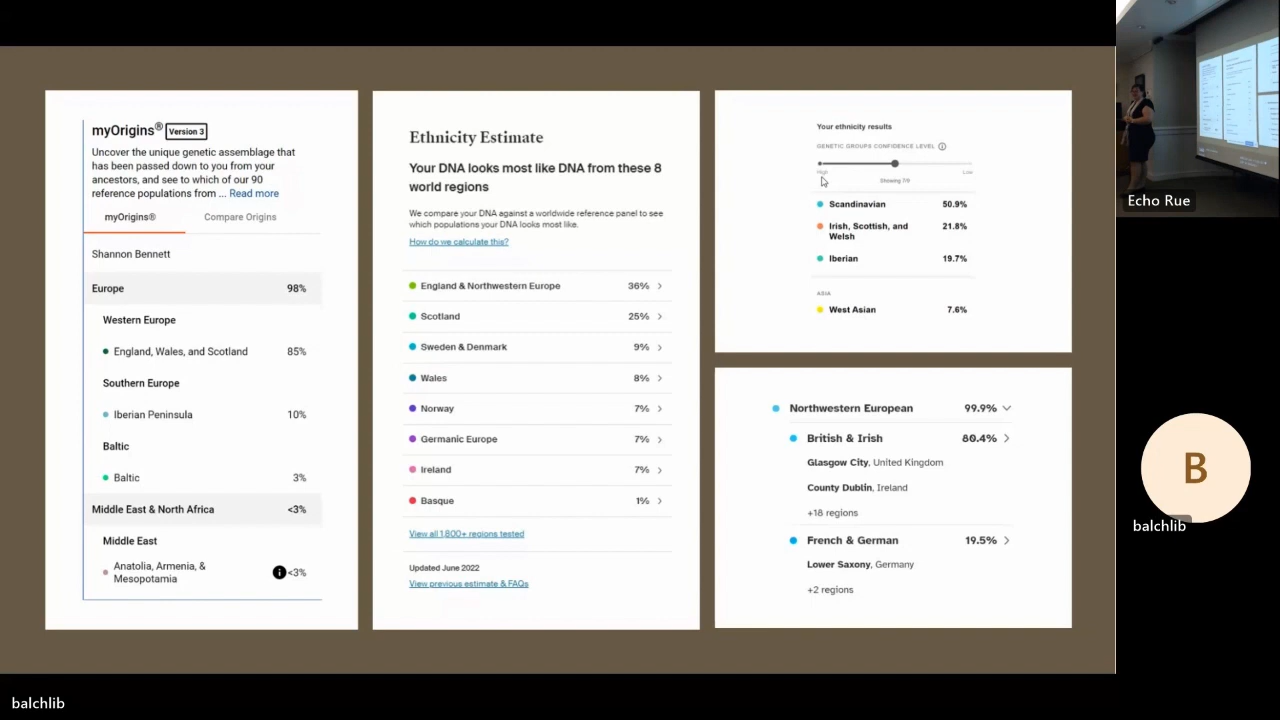 myOrigins® Version 3
Uncover the unique genetic assemblage that
has been passed down to you from your
ancestors, and see to which of our 90
reference populations from ... Read more
myOrigins® Compare Origins
Shannon Bennett
Europe 98%
Western Europe
England, Wales, and Scotland 85%
Southern Europe
Iberian Peninsula 10%
Baltic
Baltic 3%
Middle East & North Africa <3%
Middle East
Anatolia, Armenia, &
Mesopotamia <3%
Ethnicity Estimate
Your DNA looks most like DNA from these 8
world regions
We compare your DNA against a worldwide reference panel to see
which populations your DNA looks most like.
How do we calculate this?
England & Northwestern Europe 36%
Scotland 25%
Sweden & Denmark 9%
Wales 8%
Norway 7%
Germanic Europe 7%
Ireland 7%
Basque 1%
View all 1,800+ regions tested
Updated June 2022
View previous estimate & FAQs
Your ethnicity results
GENETIC GROUPS CONFIDENCE LEVEL
High Low
Showing 7/9
Scandinavian 50.9%
Irish, Scottish, and
Welsh 21.8%
Iberian 19.7%
ASIA
West Asian 7.6%
Northwestern European 99.9%
British & Irish 80.4%
Glasgow City, United Kingdom
County Dublin, Ireland
+18 regions
French & German 19.5%
Lower Saxony, Germany
+2 regions
Echo Rue
B
balchlib
balchlib